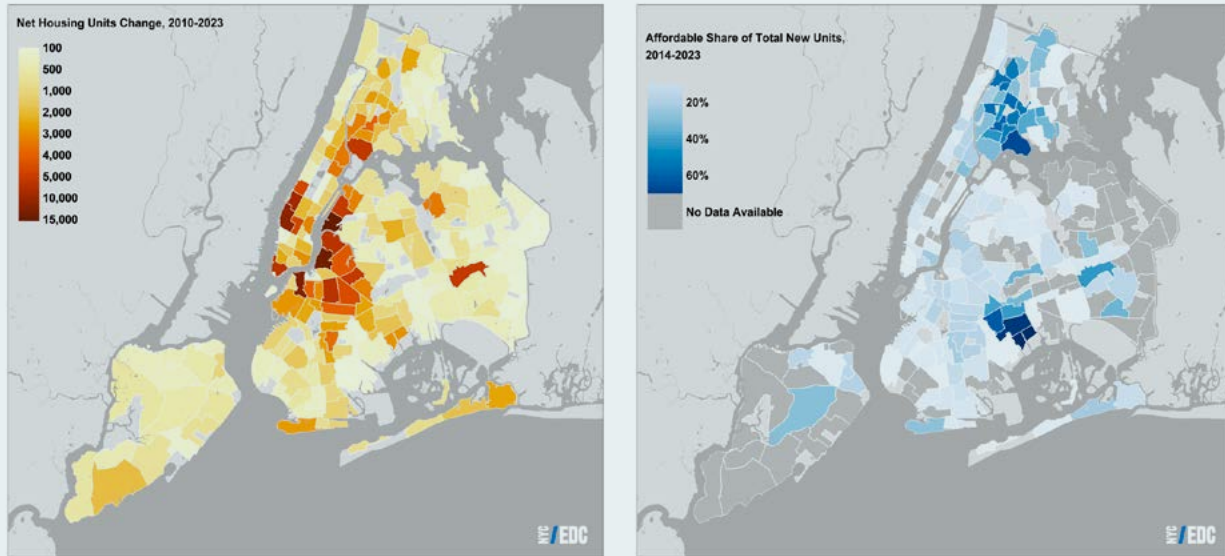 Net Housing Units Change, 2010-2023
100
500
1,000
2,000
3,000
4,000
5,000
10,000
15,000
NYC EDC
Affordable Share of Total New Units,
2014-2023
20%
40%
60%
No Data Available
NYC EDC